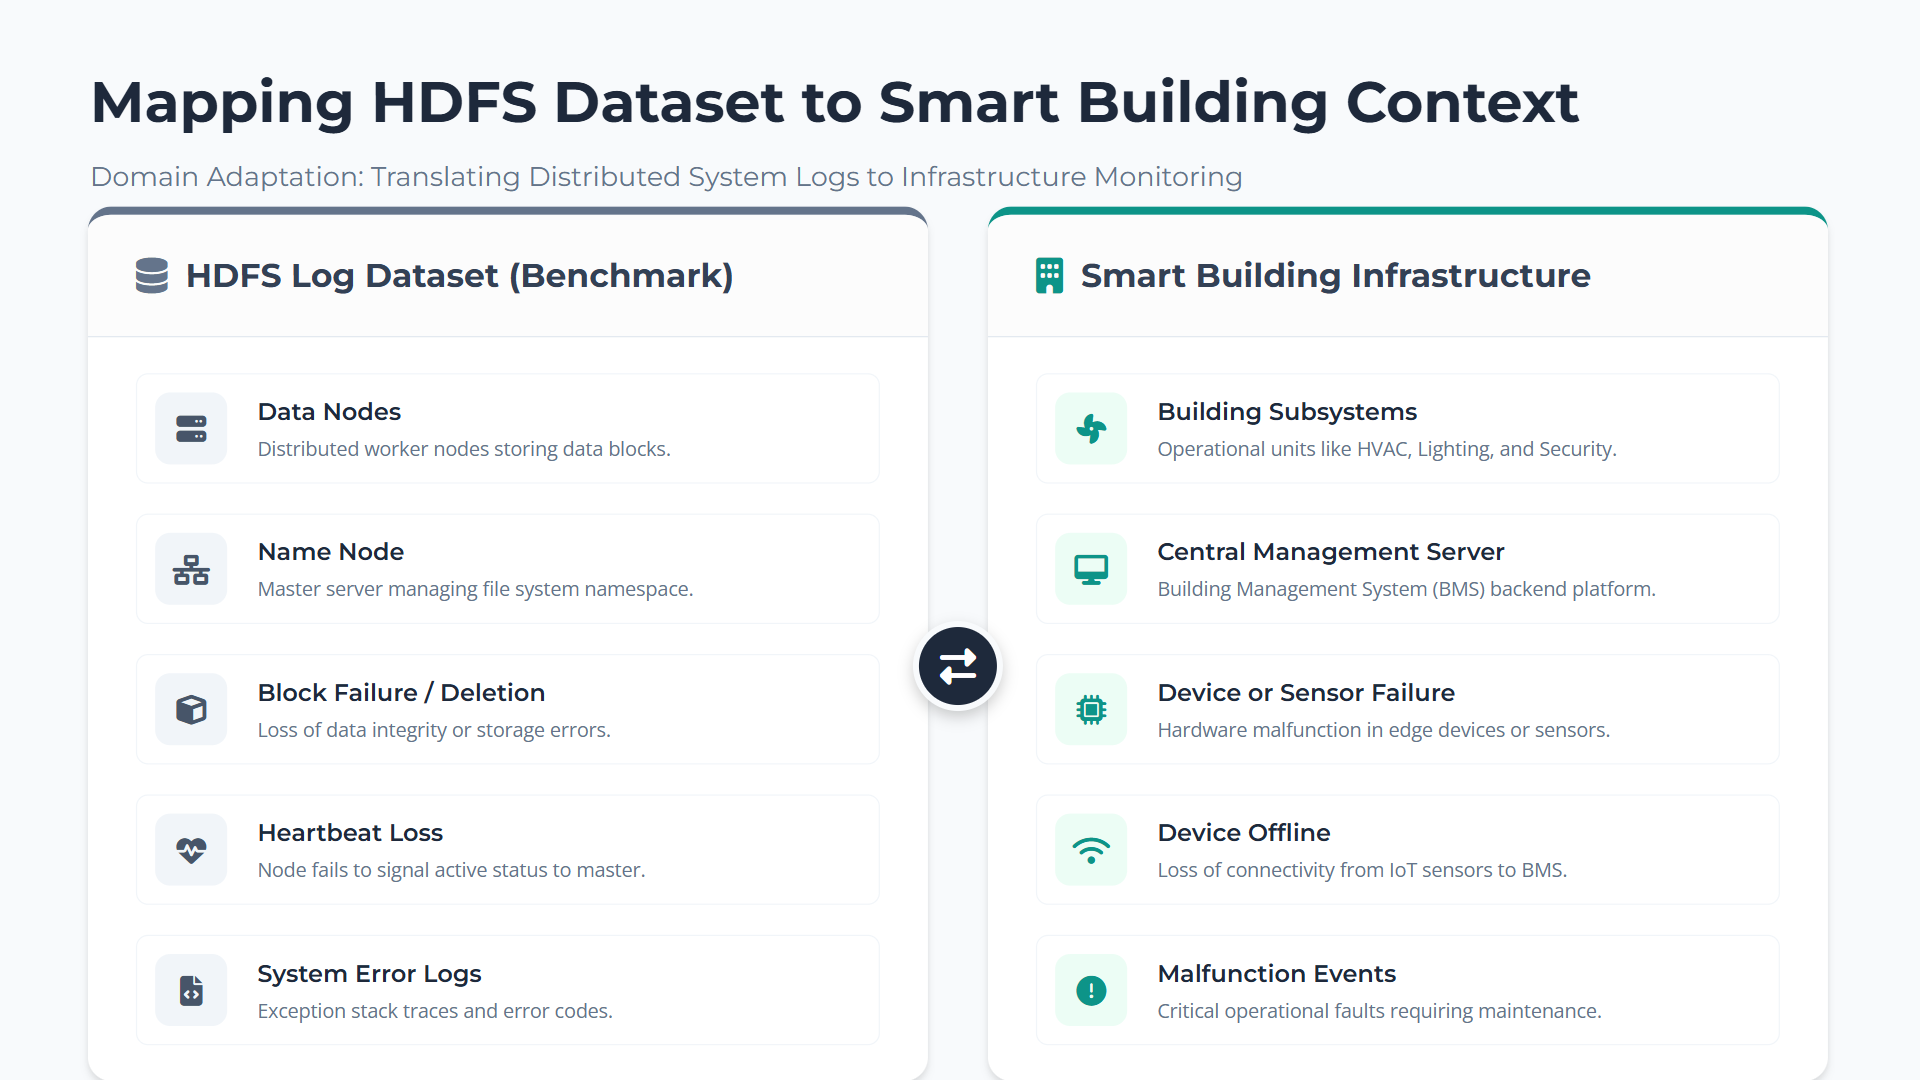 Mapping HDFS Dataset to Smart Building Context
Domain Adaptation: Translating Distributed System Logs to Infrastructure Monitoring
HDFS Log Dataset (Benchmark)
Data Nodes
Distributed worker nodes storing data blocks.
Name Node
Master server managing file system namespace.
Block Failure / Deletion
Loss of data integrity or storage errors.
Heartbeat Loss
Node fails to signal active status to master.
System Error Logs
Exception stack traces and error codes.
Smart Building Infrastructure
Building Subsystems
Operational units like HVAC, Lighting, and Security.
Central Management Server
Building Management System (BMS) backend platform.
Device or Sensor Failure
Hardware malfunction in edge devices or sensors.
Device Offline
Loss of connectivity from IoT sensors to BMS.
Malfunction Events
Critical operational faults requiring maintenance.